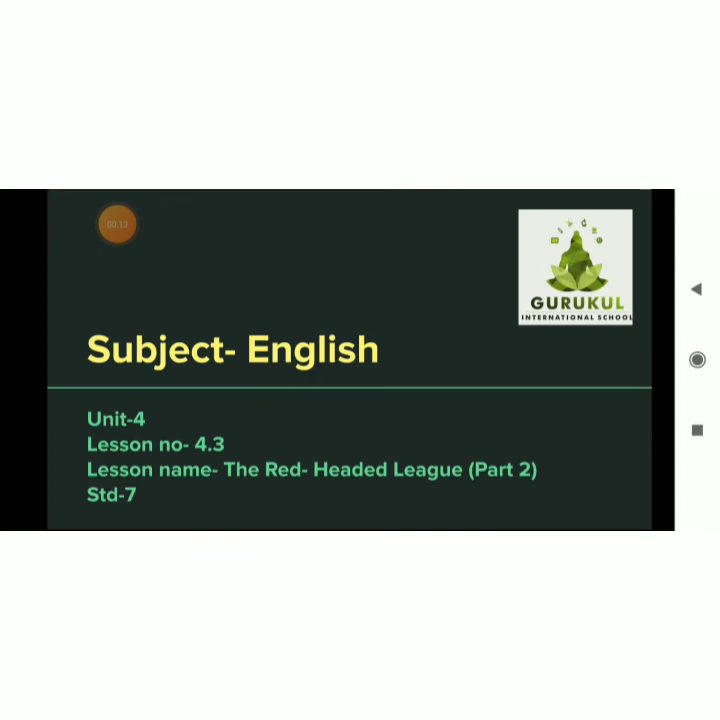 00:13
GURUKUL
INTERNATIONAL SCHOOL
Subject- English
Unit-4
Lesson no- 4.3
Lesson name- The Red- Headed League (Part 2)
Std-7